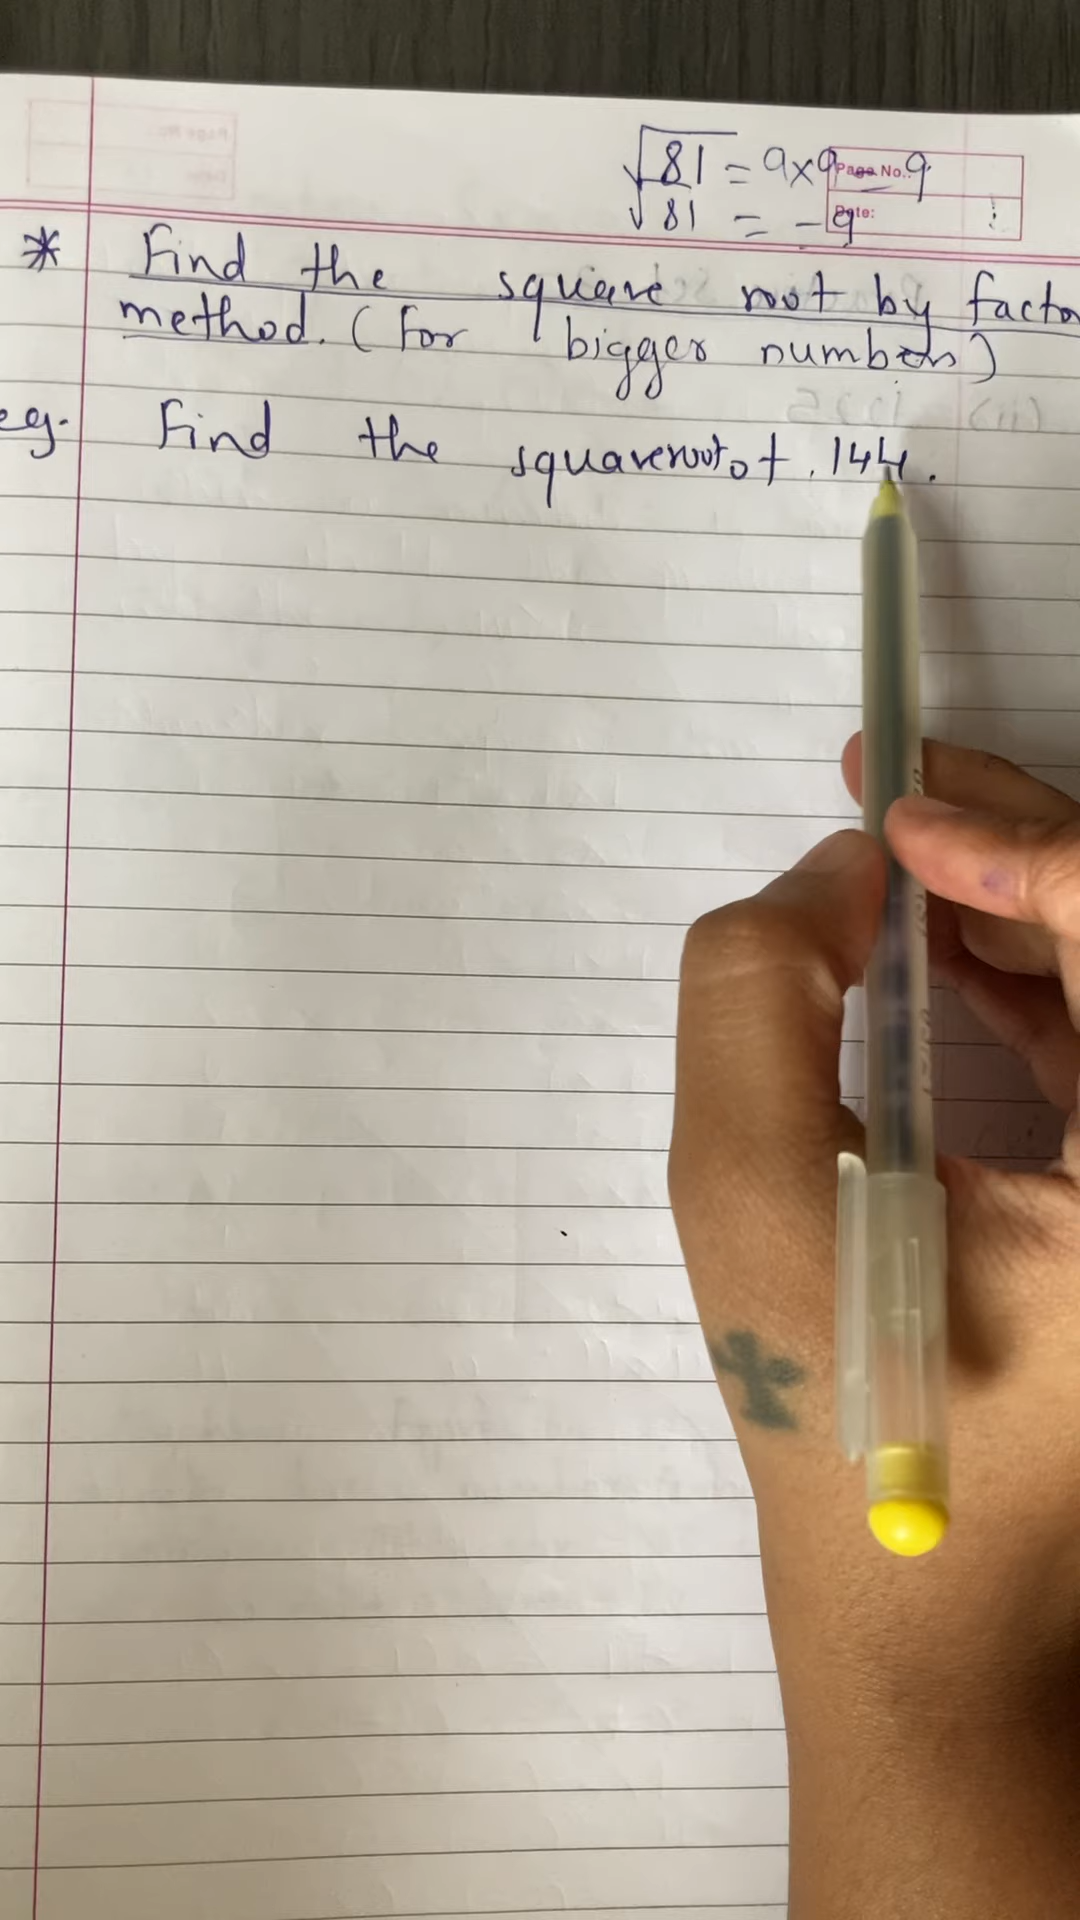 √81 = 9×9 = 9
Page No.:
√81 = -9
Date:
* Find the square root by factor
method. (For bigger numbers)
eg. Find the squareroot of 144.